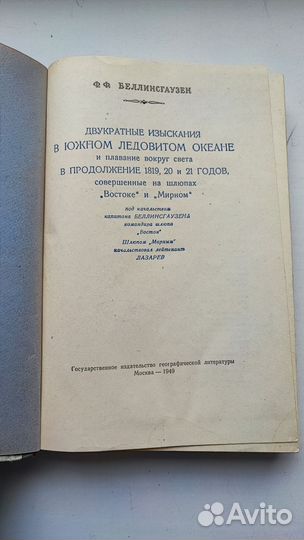 Ф. Ф. БЕЛЛИНСГАУЗЕН
ДВУКРАТНЫЕ ИЗЫСКАНИЯ
В ЮЖНОМ ЛЕДОВИТОМ ОКЕАНЕ
и плавание вокруг света
В ПРОДОЛЖЕНИЕ 1819, 20 и 21 ГОДОВ,
совершенные на шлюпах
„Востоке“ и „Мирном“
под начальством
капитана БЕЛЛИНСГАУЗЕНА
командира шлюпа
„Восток“
Шлюпом „Мирным“
начальствовал лейтенант
ЛАЗАРЕВ
Государственное издательство географической литературы
Москва — 1949
Avito